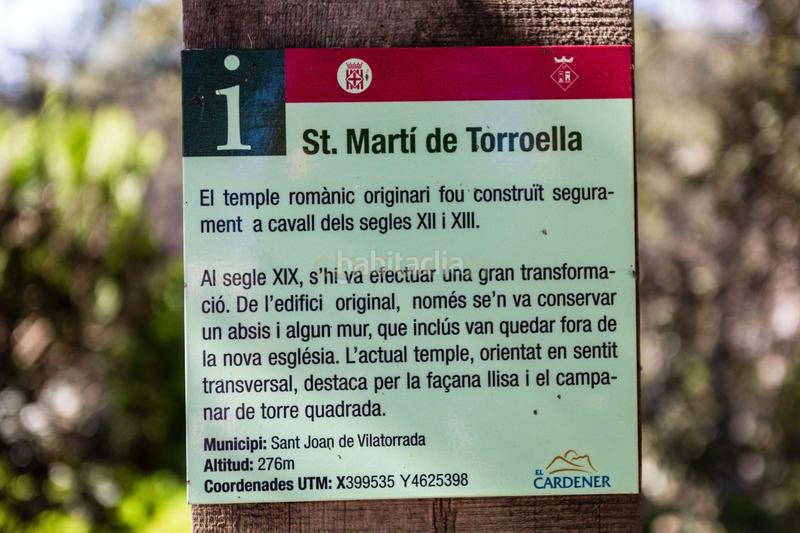 i
St. Martí de Torroella
El temple romànic originari fou construït segura-
ment a cavall dels segles XII i XIII.
habitaclia
Al segle XIX, s'hi va efectuar una gran transforma-
ció. De l'edifici original, només se'n va conservar
un absis i algun mur, que inclús van quedar fora de
la nova església. L'actual temple, orientat en sentit
transversal, destaca per la façana llisa i el campa-
nar de torre quadrada.
Municipi: Sant Joan de Vilatorrada
Altitud: 276m
Coordenades UTM: X399535 Y4625398
EL
CARDENER